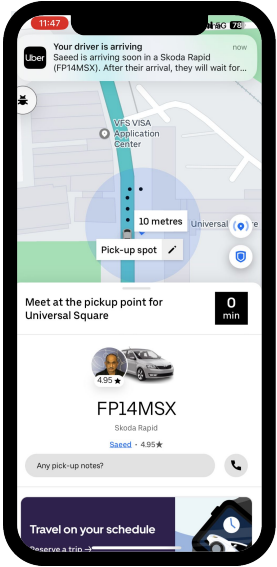 11:47
5G 78
Uber
Your driver is arriving
now
Saeed is arriving soon in a Skoda Rapid
(FP14MSX). After their arrival, they will wait for...
VFS VISA
Application
Center
10 metres
Universal
Pick-up spot
Meet at the pickup point for
Universal Square
0
min
4.95★
FP14MSX
Skoda Rapid
Saeed · 4.95★
Any pick-up notes?
Travel on your schedule
Reserve a trip →